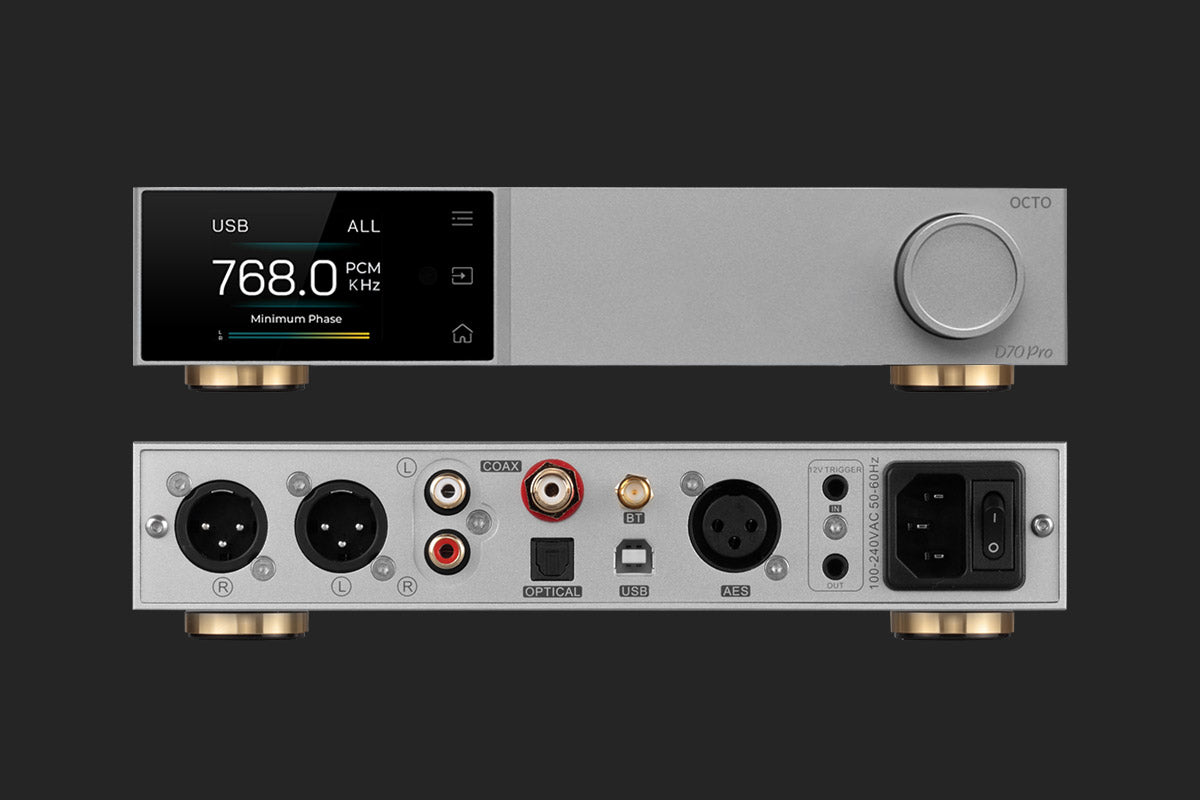 OCTO
USB
ALL
768.0
PCM
KHz
Minimum Phase
L
R
D70 Pro
L
COAX
BT
12V TRIGGER
IN
OUT
100-240VAC 50-60Hz
R
L
R
OPTICAL
USB
AES